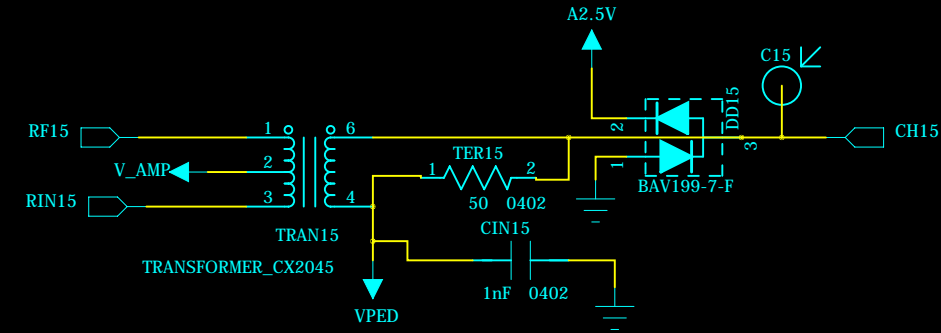 A2.5V
C15
RF15
1
6
2
DD15
3
CH15
TER15
V_AMP
2
1
2
1
BAV199-7-F
RIN15
3
4
50 0402
TRAN15
CIN15
TRANSFORMER_CX2045
1nF 0402
VPED